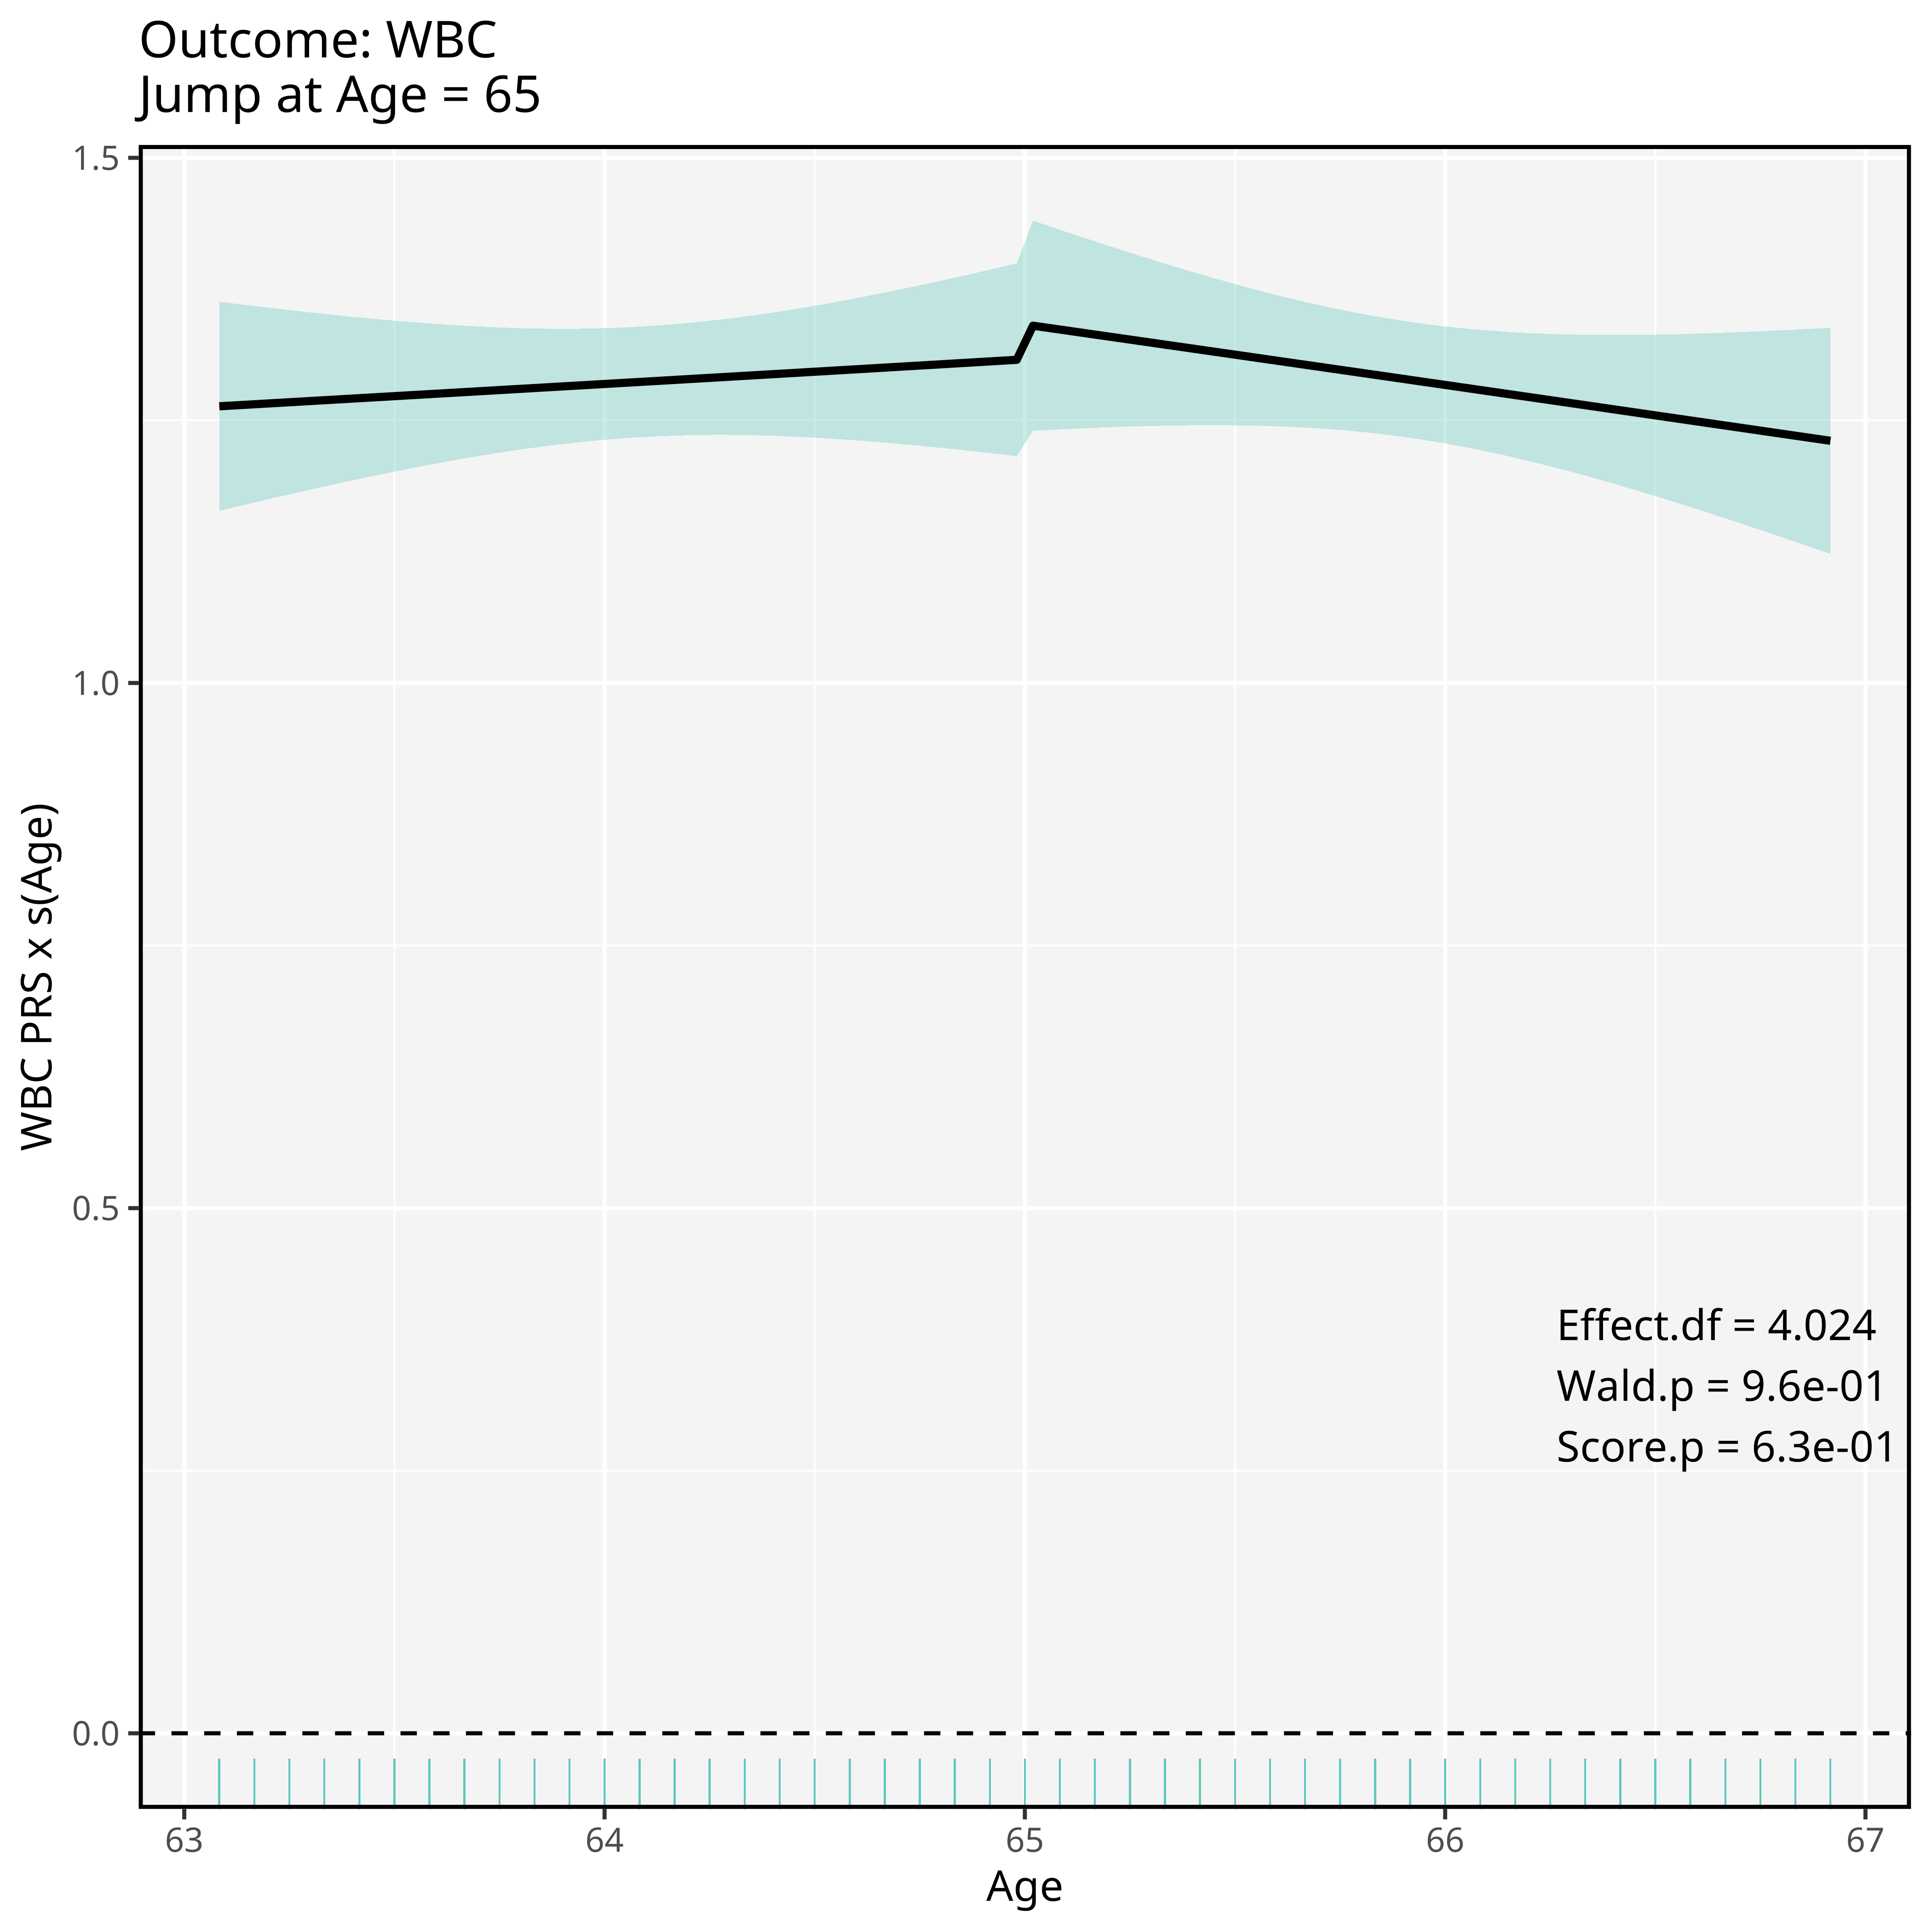 Outcome: WBC
Jump at Age = 65
1.5
1.0
0.5
0.0
WBC PRS x s(Age)
Effect.df = 4.024
Wald.p = 9.6e-01
Score.p = 6.3e-01
63 64 65 66 67
Age